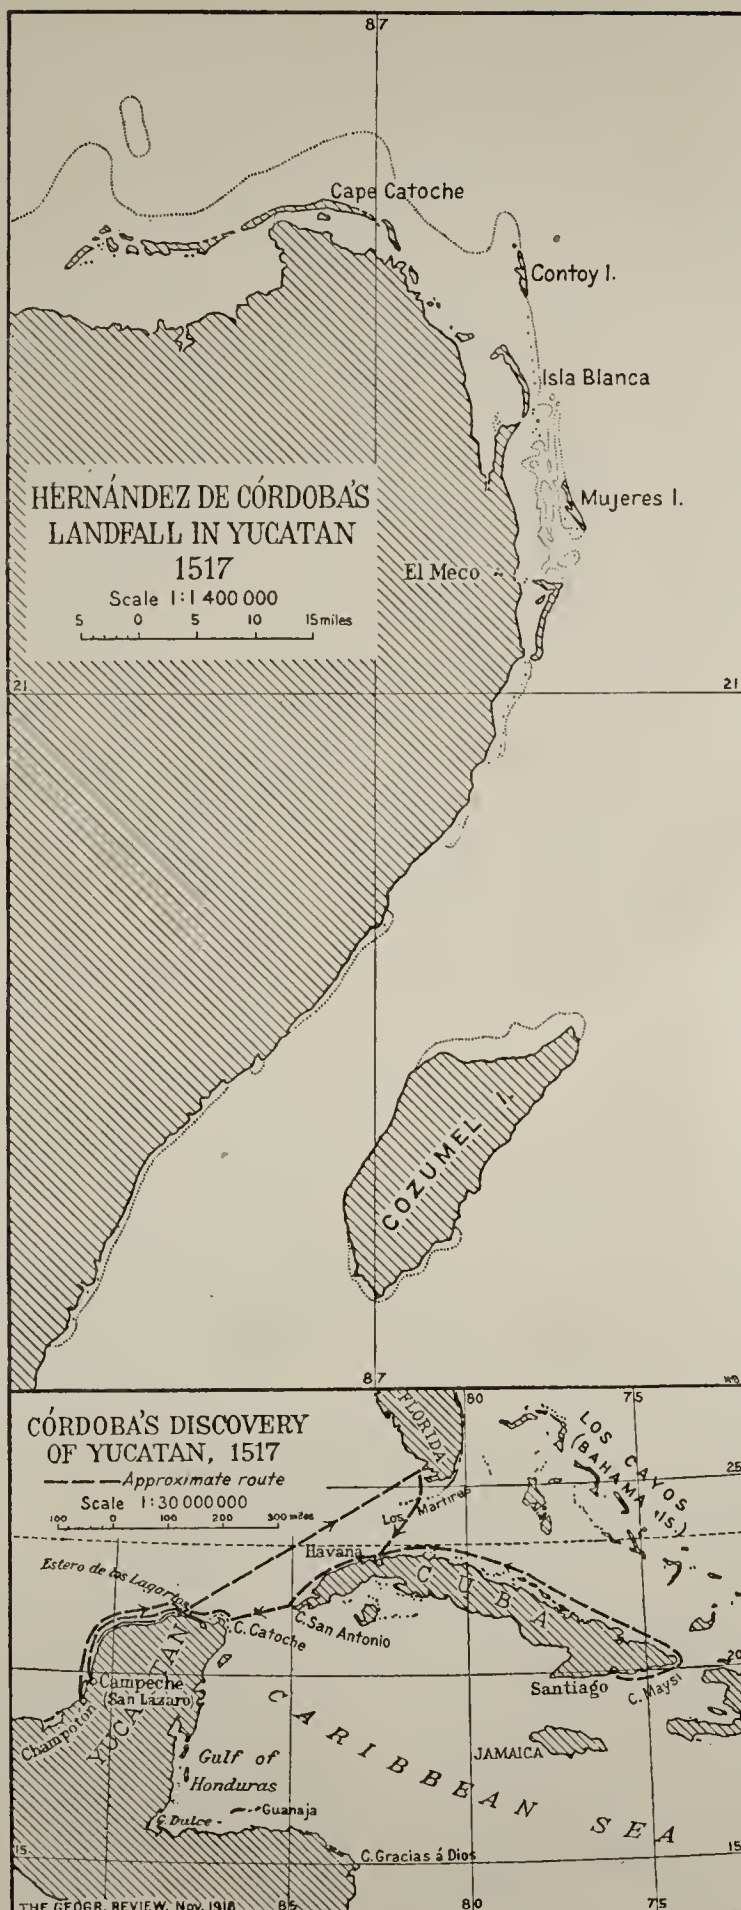 87
Cape Catoche
Contoy I.
Isla Blanca
HERNÁNDEZ DE CÓRDOBA'S
LANDFALL IN YUCATAN
1517
Scale 1:1 400 000
5 0 5 10 15 miles
Mujeres I.
El Meco
21 21
COZUMEL I.
87
80 75
CÓRDOBA'S DISCOVERY
OF YUCATAN, 1517
Approximate route
Scale 1:30 000 000
100 0 100 200 300 miles
FLORIDA
LOS CAYOS
(BAHAMA IS.)
25
Los Martires
Havana
Estero de los Lagartos
CUBA
C. San Antonio
C. Catoche
20
Campeche
(San Lázaro)
Santiago
C. Maysi
Champotón
YUCATAN
CARIBBEAN SEA
JAMAICA
Gulf of
Honduras
Guanaja
G. Dulce
15 15
C. Gracias á Dios
THE GEOGR. REVIEW, Nov. 1918
85 80 75